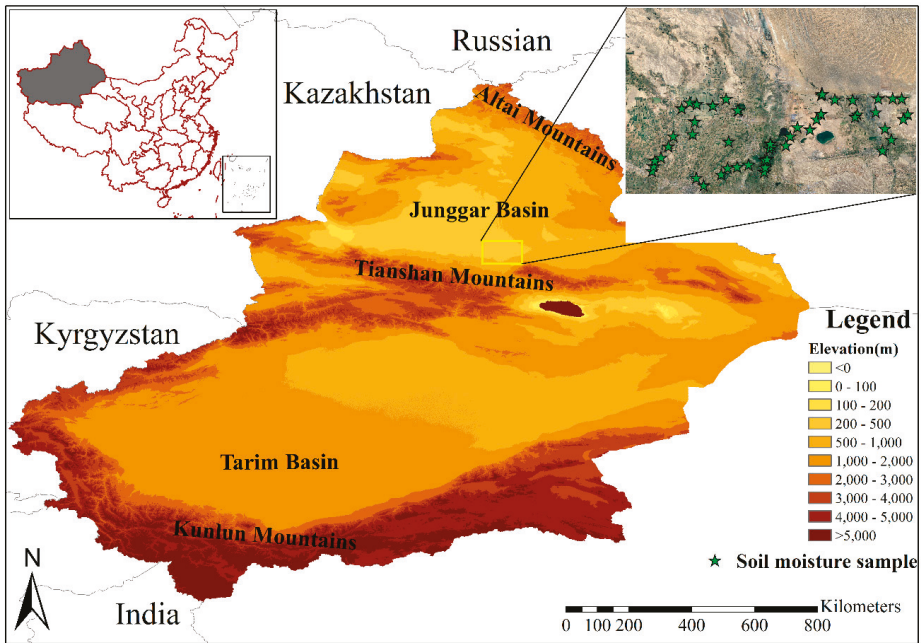 Russian
Kazakhstan
Altai Mountains
Junggar Basin
Tianshan Mountains
Kyrgyzstan
Tarim Basin
Kunlun Mountains
India
N
Legend
Elevation(m)
<0
0 - 100
100 - 200
200 - 500
500 - 1,000
1,000 - 2,000
2,000 - 3,000
3,000 - 4,000
4,000 - 5,000
>5,000
Soil moisture sample
Kilometers
0 100 200 400 600 800